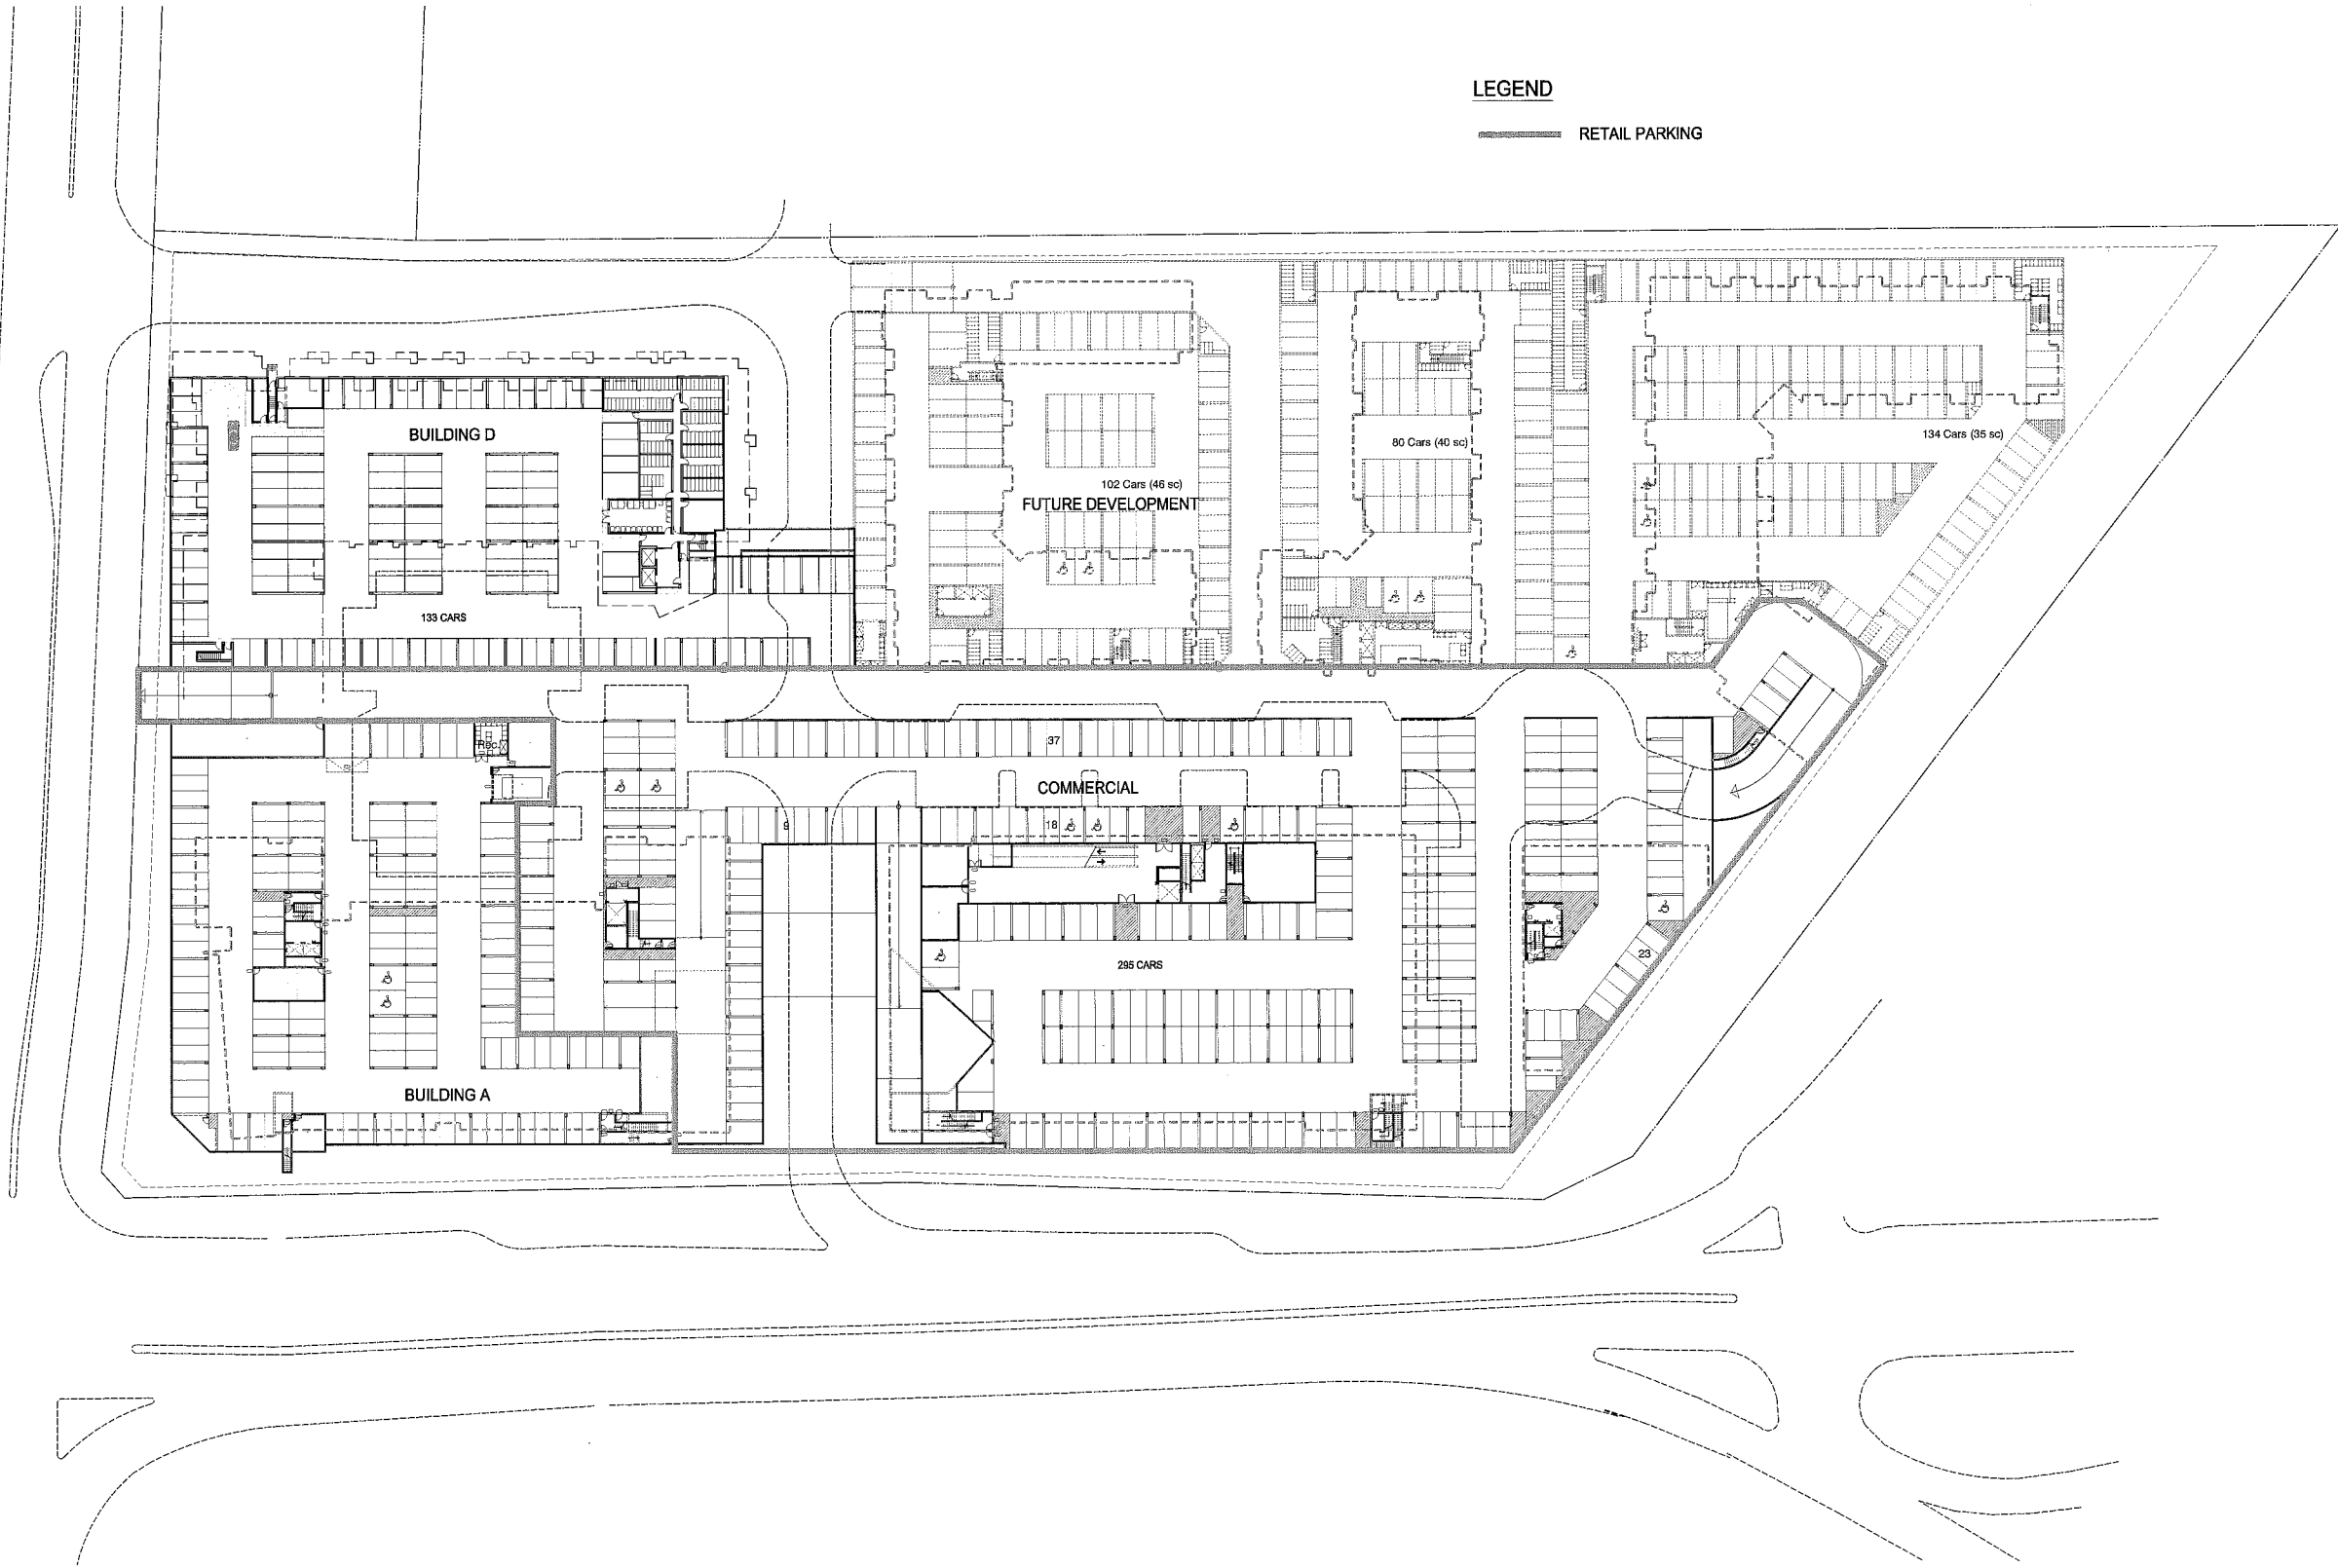 LEGEND
RETAIL PARKING
BUILDING D
134 Cars (35 sc)
80 Cars (40 sc)
102 Cars (46 sc)
FUTURE DEVELOPMENT
133 CARS
37
Rec.
COMMERCIAL
9
18
23
295 CARS
BUILDING A